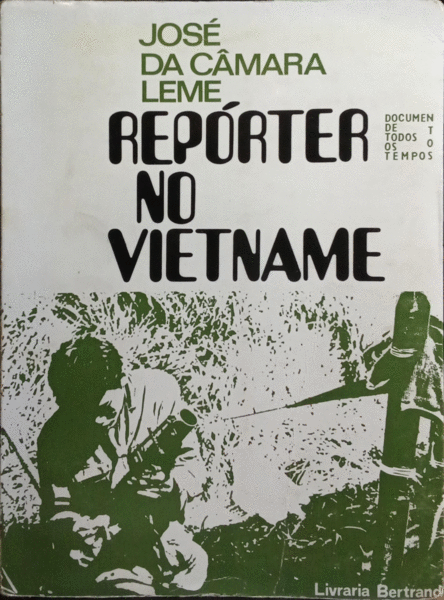 JOSÉ
DA CÂMARA
LEME
REPÓRTER
NO
VIETNAME
DOCUMEN
DE T
TODOS
OS O
TEMPOS
Livraria Bertrand